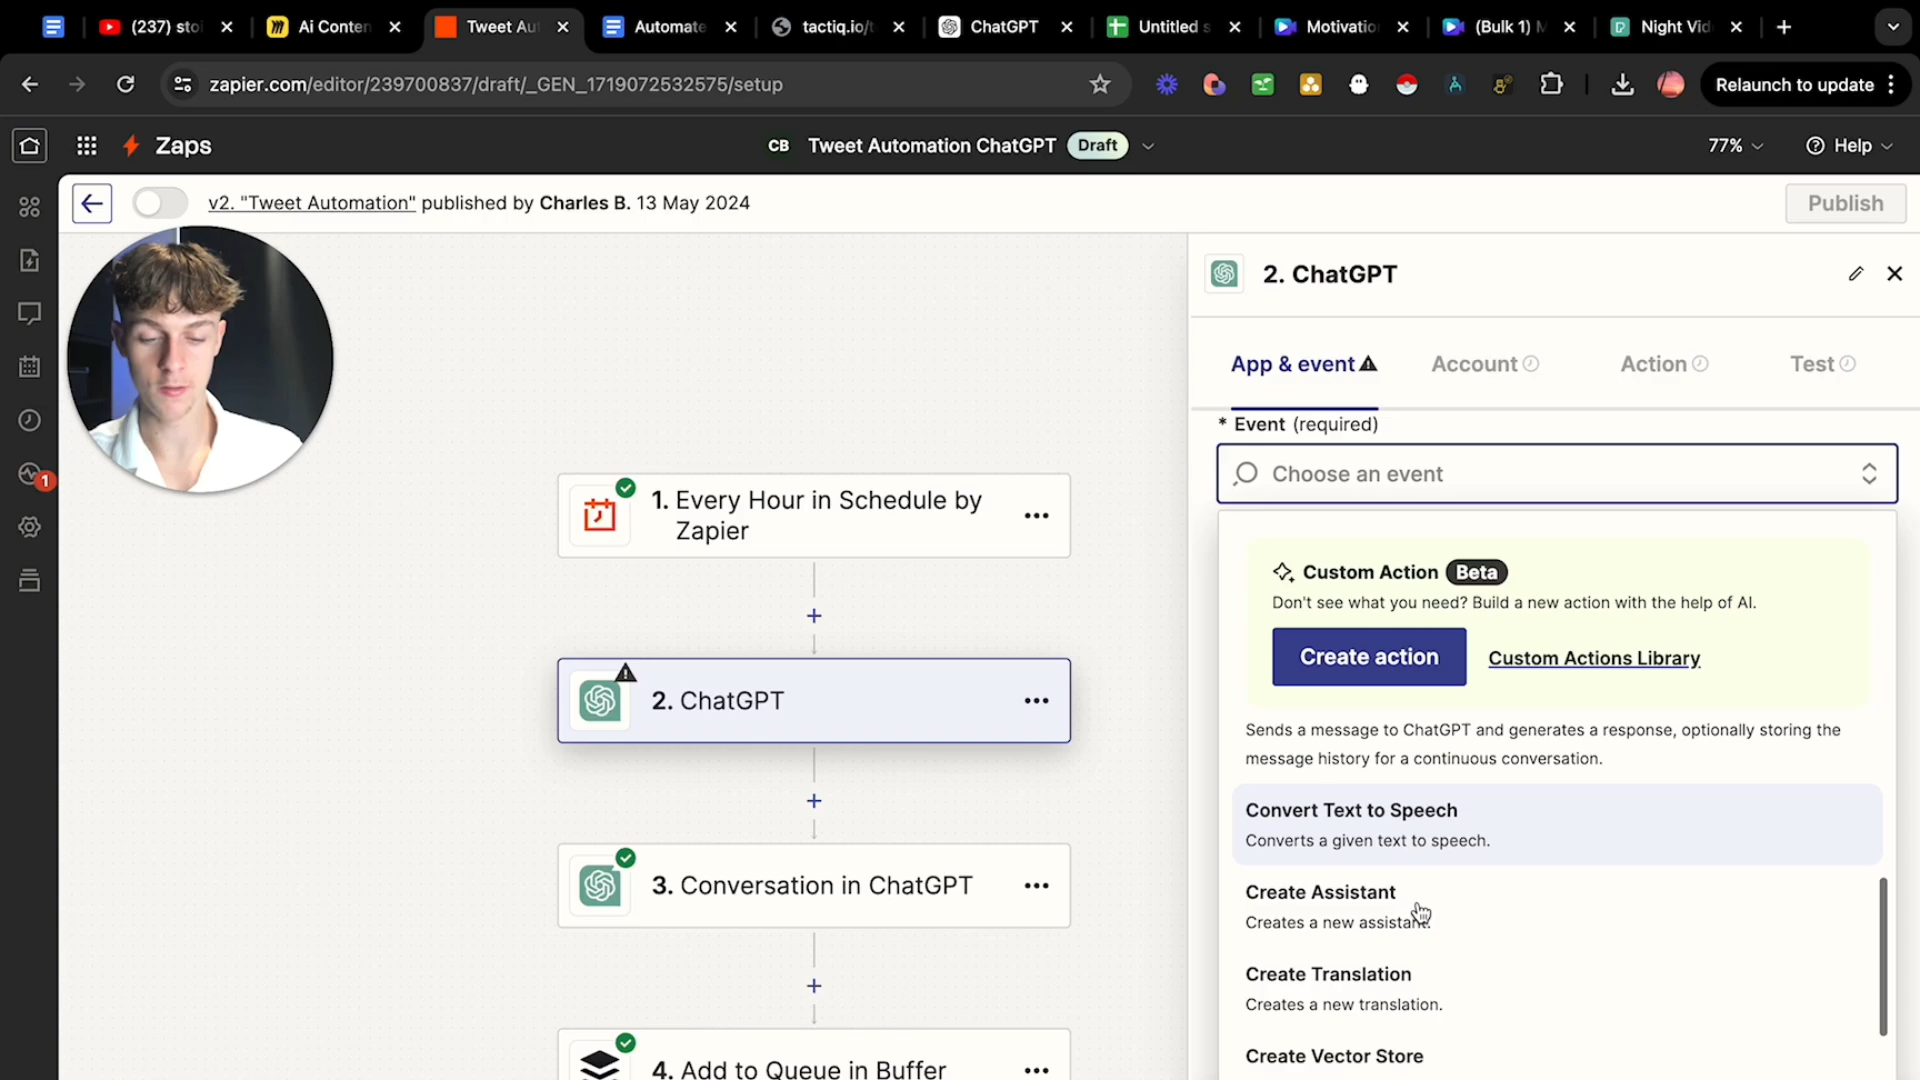 (237) stoi
Ai Conten
Tweet Au
Automate
tactiq.io/t
ChatGPT
Untitled s
Motivatio
(Bulk 1) M
Night Vid
zapier.com/editor/239700837/draft/_GEN_1719072532575/setup
Relaunch to update
Zaps
CB Tweet Automation ChatGPT Draft
77%
Help
v2. "Tweet Automation" published by Charles B. 13 May 2024
Publish
1
1. Every Hour in Schedule by
Zapier
2. ChatGPT
3. Conversation in ChatGPT
4. Add to Queue in Buffer
2. ChatGPT
App & event
Account
Action
Test
* Event (required)
Choose an event
Custom Action Beta
Don't see what you need? Build a new action with the help of AI.
Create action
Custom Actions Library
Sends a message to ChatGPT and generates a response, optionally storing the
message history for a continuous conversation.
Convert Text to Speech
Converts a given text to speech.
Create Assistant
Creates a new assistant.
Create Translation
Creates a new translation.
Create Vector Store